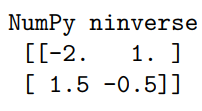 NumPy ninverse
[[-2. 1. ]
[ 1.5 -0.5]]